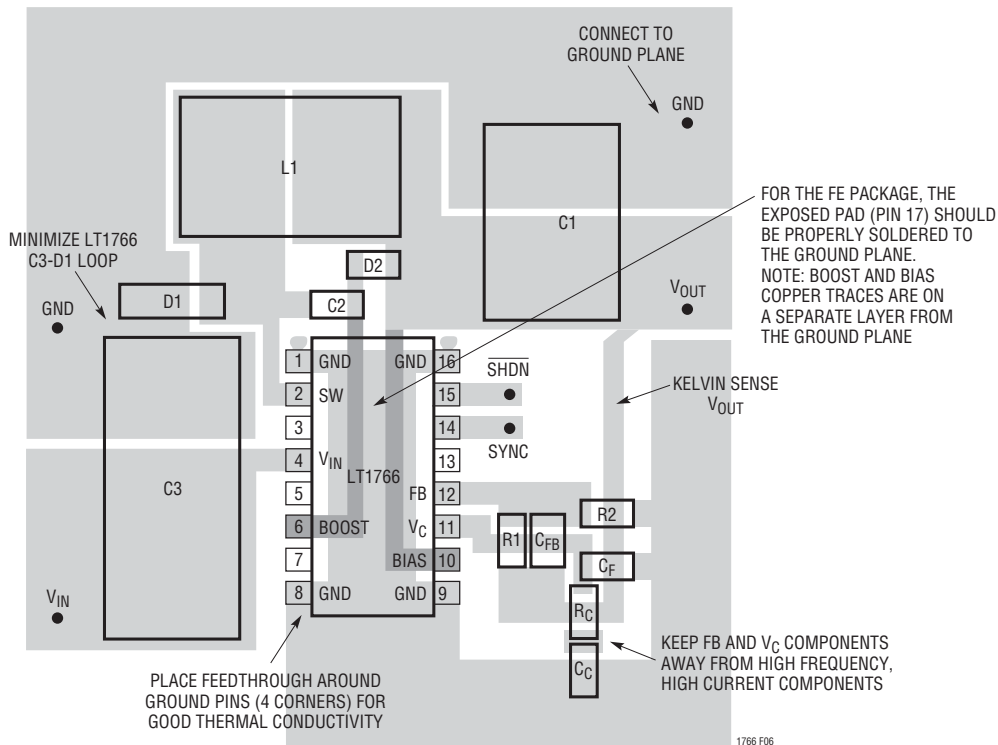 CONNECT TO
GROUND PLANE
GND
L1
C1
FOR THE FE PACKAGE, THE
EXPOSED PAD (PIN 17) SHOULD
BE PROPERLY SOLDERED TO
THE GROUND PLANE.
NOTE: BOOST AND BIAS
COPPER TRACES ARE ON
A SEPARATE LAYER FROM
THE GROUND PLANE
MINIMIZE LT1766
C3-D1 LOOP
D2
D1
C2
GND
VOUT
1 GND
GND 16
2 SW
15
SHDN
3
14
SYNC
4 VIN
13
LT1766
5
FB 12
6 BOOST
VC 11
7
BIAS 10
8 GND
GND 9
C3
KELVIN SENSE
VOUT
R1
CFB
R2
CF
RC
CC
VIN
KEEP FB AND VC COMPONENTS
AWAY FROM HIGH FREQUENCY,
HIGH CURRENT COMPONENTS
PLACE FEEDTHROUGH AROUND
GROUND PINS (4 CORNERS) FOR
GOOD THERMAL CONDUCTIVITY
1766 F06